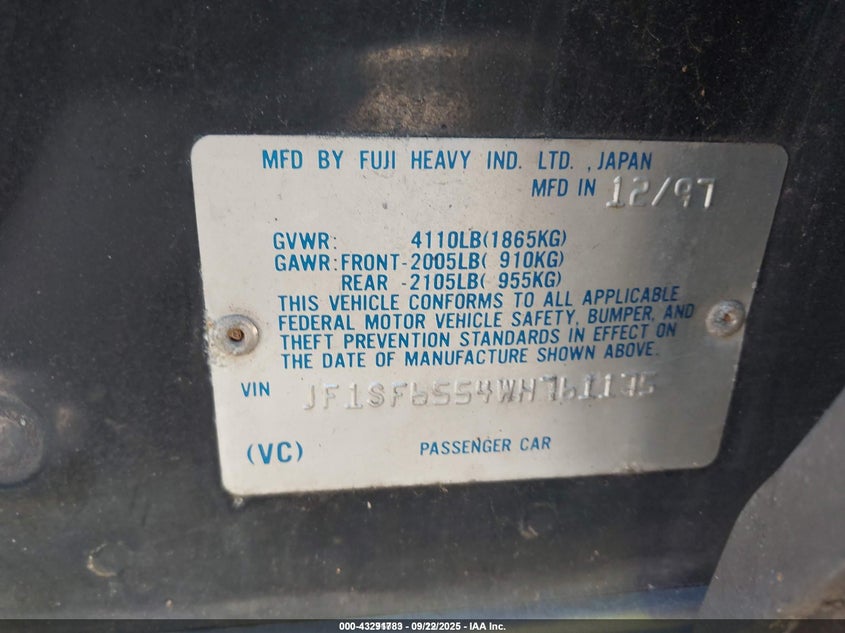 MFD BY FUJI HEAVY IND. LTD. , JAPAN
MFD IN 12/97
GVWR: 4110LB(1865KG)
GAWR:FRONT-2005LB( 910KG)
REAR -2105LB( 955KG)
THIS VEHICLE CONFORMS TO ALL APPLICABLE
FEDERAL MOTOR VEHICLE SAFETY, BUMPER, AND
THEFT PREVENTION STANDARDS IN EFFECT ON
THE DATE OF MANUFACTURE SHOWN ABOVE.
VIN JF1SF6554WH761175
(VC) PASSENGER CAR
09/22/2025 - IAA Inc.